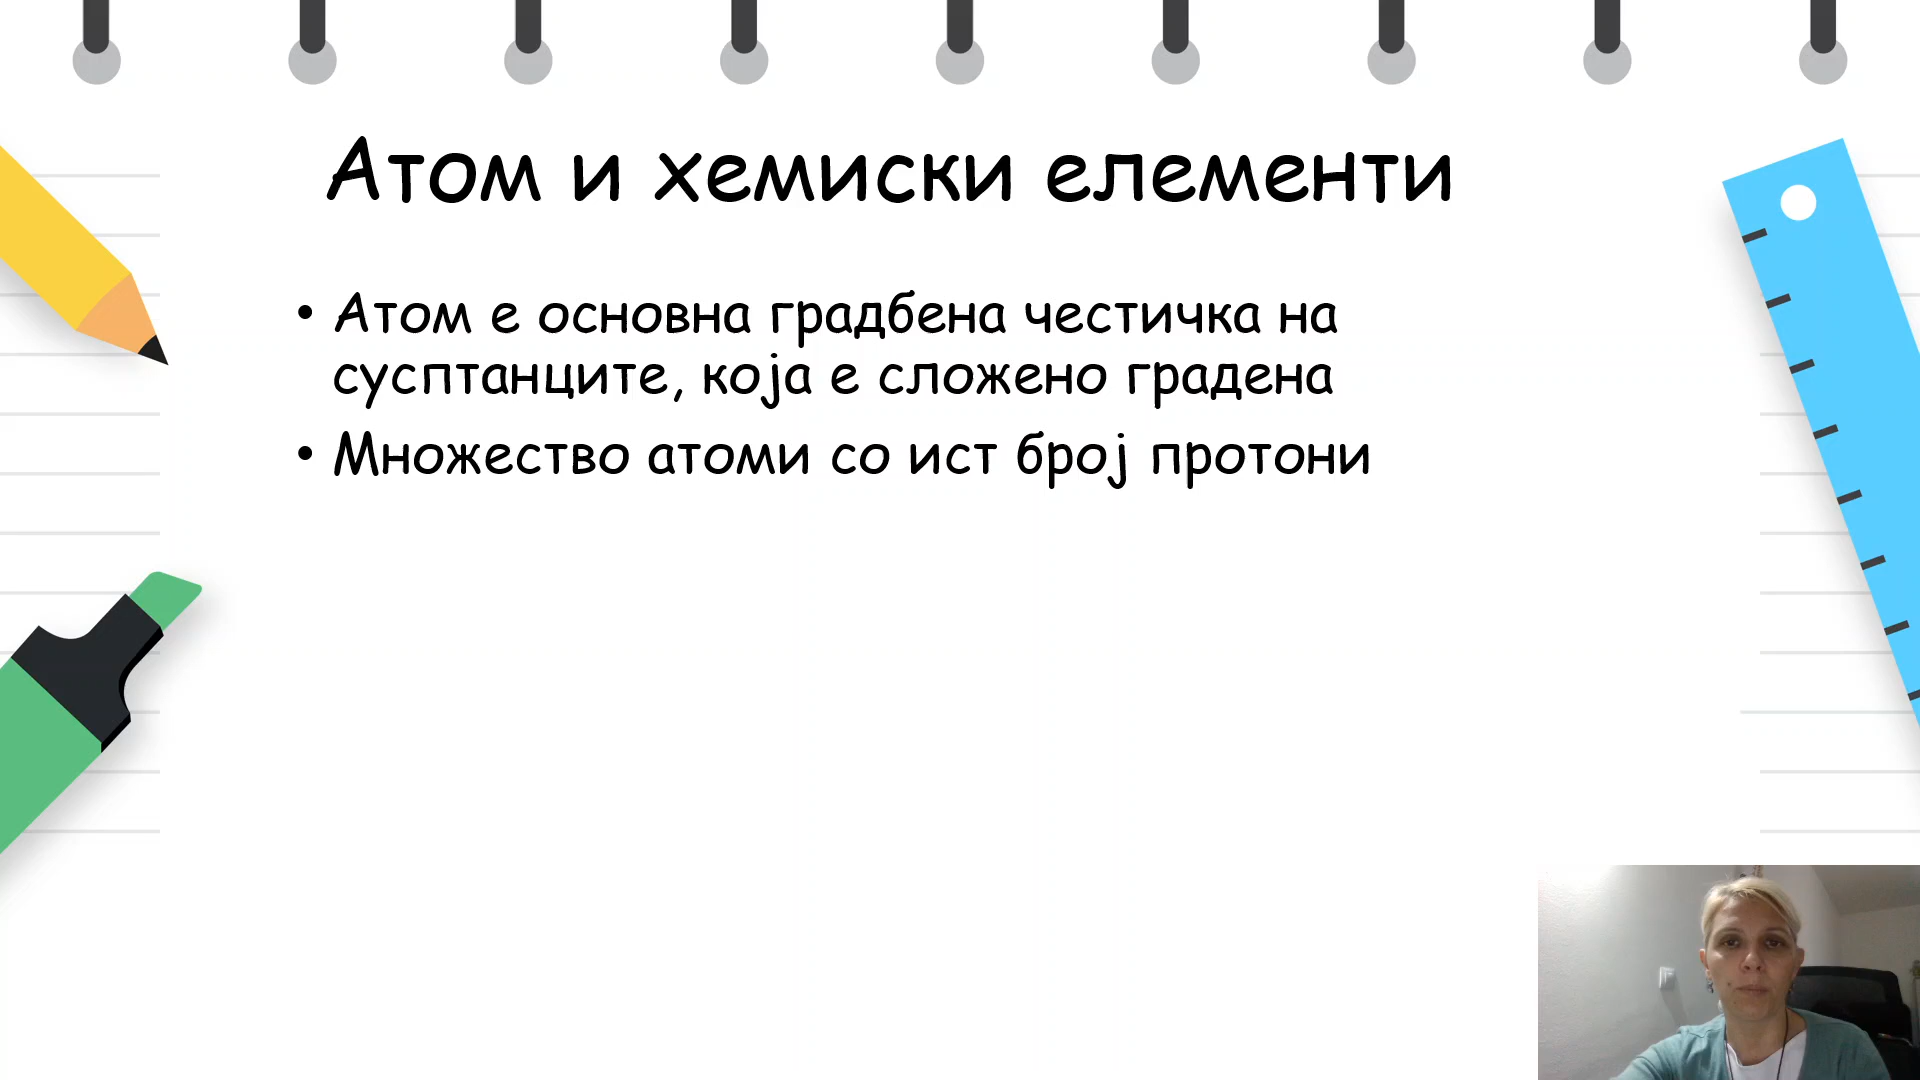 Атом и хемиски елементи
• Атом е основна градбена честичка на
сусптанците, која е сложено градена
• Множество атоми со ист број протони